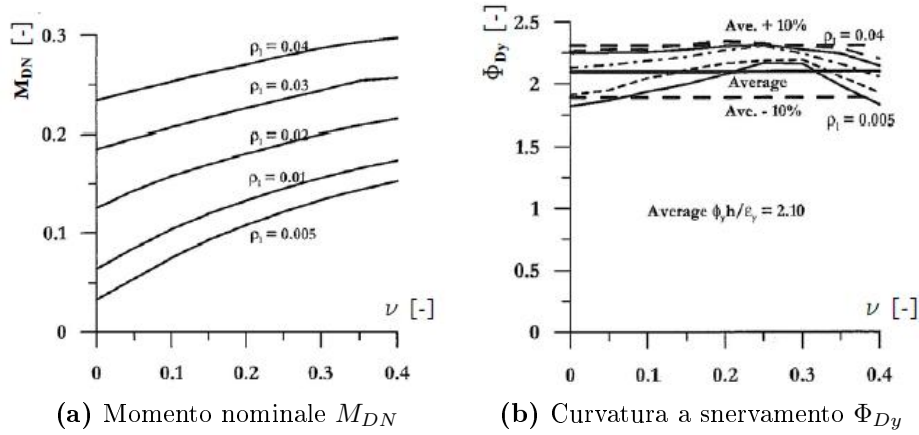 M_DN [-]
0.3
0.2
0.1
0
ρ_l = 0.04
ρ_l = 0.03
ρ_l = 0.02
ρ_l = 0.01
ρ_l = 0.005
ν [-]
0 0.1 0.2 0.3 0.4
(a) Momento nominale M_DN
Φ_Dy [-]
2.5
2
1.5
1
0.5
0
Ave. + 10%
ρ_l = 0.04
Average
Ave. - 10%
ρ_l = 0.005
Average ϕ_y h/ε_y = 2.10
ν [-]
0 0.1 0.2 0.3 0.4
(b) Curvatura a snervamento Φ_Dy